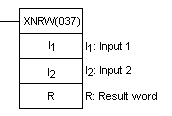 XNRW(037)
I1 I1: Input 1
I2 I2: Input 2
R R: Result word